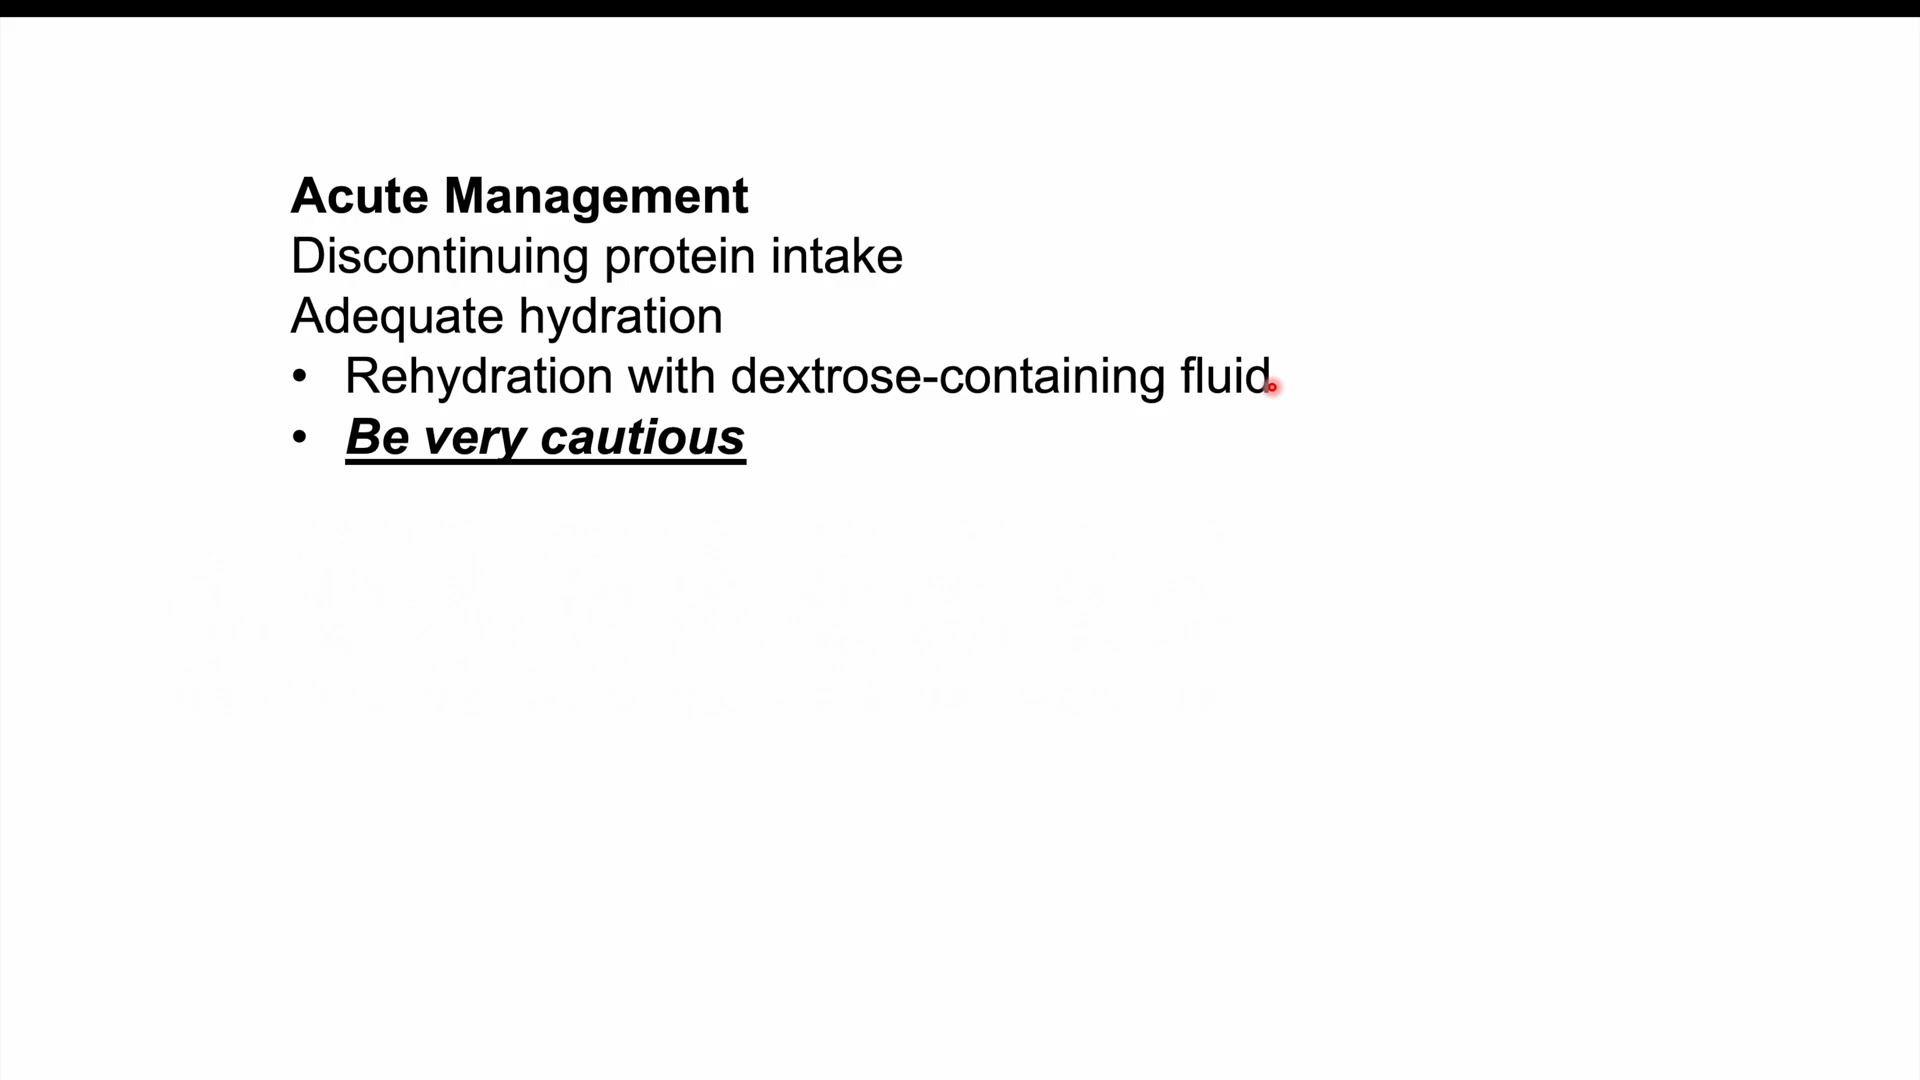 Acute Management
Discontinuing protein intake
Adequate hydration
• Rehydration with dextrose-containing fluid
• Be very cautious